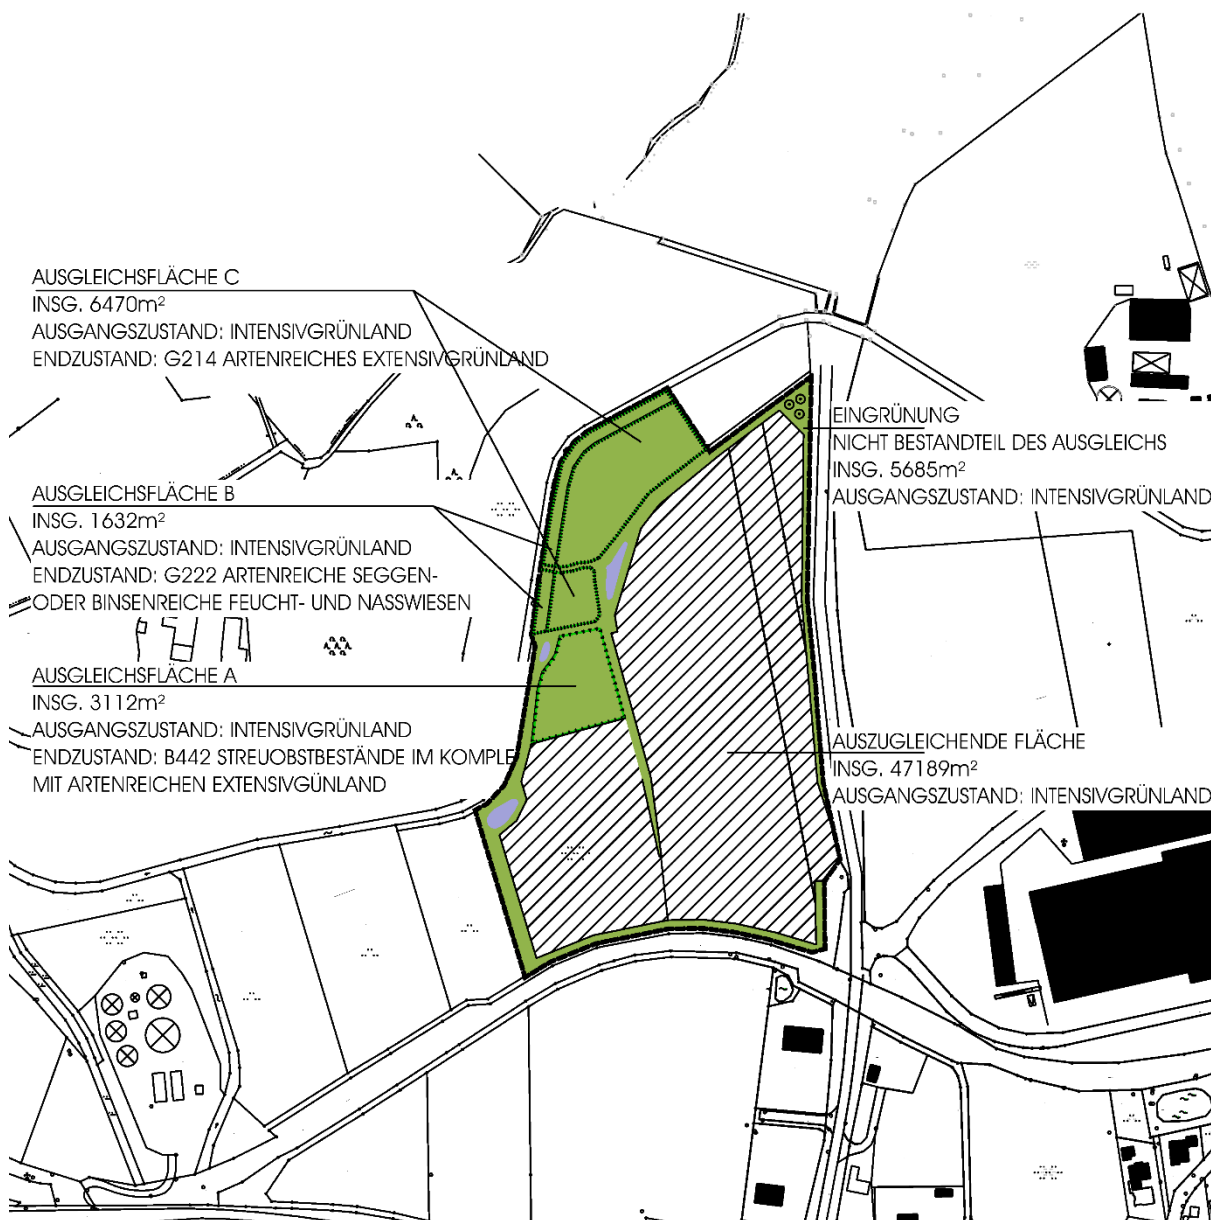 AUSGLEICHSFLÄCHE C
INSG. 6470m²
AUSGANGSZUSTAND: INTENSIVGRÜNLAND
ENDZUSTAND: G214 ARTENREICHES EXTENSIVGRÜNLAND
AUSGLEICHSFLÄCHE B
INSG. 1632m²
AUSGANGSZUSTAND: INTENSIVGRÜNLAND
ENDZUSTAND: G222 ARTENREICHE SEGGEN-
ODER BINSENREICHE FEUCHT- UND NASSWIESEN
AUSGLEICHSFLÄCHE A
INSG. 3112m²
AUSGANGSZUSTAND: INTENSIVGRÜNLAND
ENDZUSTAND: B442 STREUOBSTBESTÄNDE IM KOMPLE
MIT ARTENREICHEN EXTENSIVGÜNLAND
EINGRÜNUNG
NICHT BESTANDTEIL DES AUSGLEICHS
INSG. 5685m²
AUSGANGSZUSTAND: INTENSIVGRÜNLAND
AUSZUGLEICHENDE FLÄCHE
INSG. 47189m²
AUSGANGSZUSTAND: INTENSIVGRÜNLAND